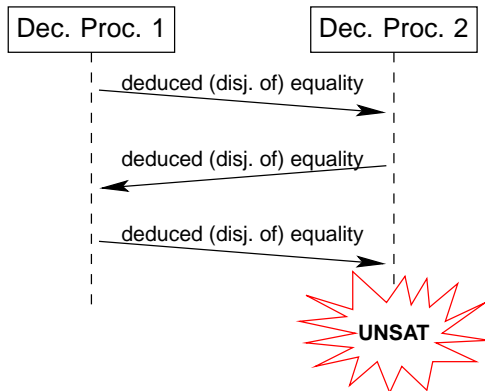 Dec. Proc. 1
Dec. Proc. 2
deduced (disj. of) equality
deduced (disj. of) equality
deduced (disj. of) equality
UNSAT